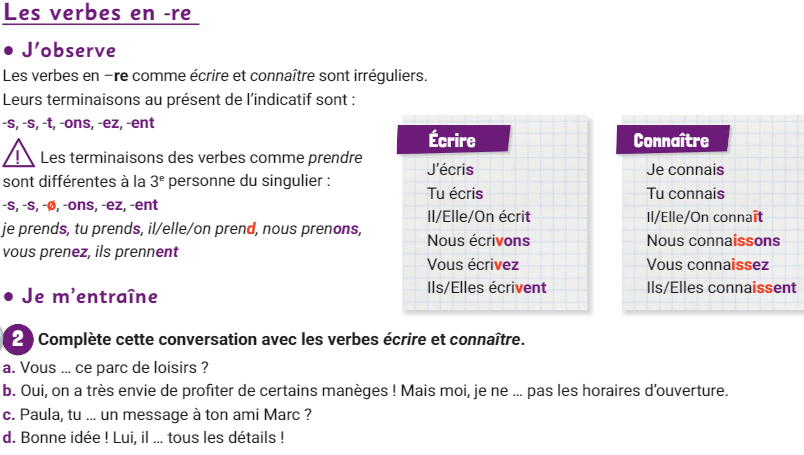 Les verbes en -re
• J'observe
Les verbes en –re comme écrire et connaître sont irréguliers.
Leurs terminaisons au présent de l'indicatif sont :
-s, -s, -t, -ons, -ez, -ent
Les terminaisons des verbes comme prendre
sont différentes à la 3e personne du singulier :
-s, -s, -ø, -ons, -ez, -ent
je prends, tu prends, il/elle/on prend, nous prenons,
vous prenez, ils prennent
Écrire
J'écris
Tu écris
Il/Elle/On écrit
Nous écrivons
Vous écrivez
Ils/Elles écrivent
Connaître
Je connais
Tu connais
Il/Elle/On connaît
Nous connaissons
Vous connaissez
Ils/Elles connaissent
• Je m'entraîne
2 Complète cette conversation avec les verbes écrire et connaître.
a. Vous … ce parc de loisirs ?
b. Oui, on a très envie de profiter de certains manèges ! Mais moi, je ne … pas les horaires d'ouverture.
c. Paula, tu … un message à ton ami Marc ?
d. Bonne idée ! Lui, il … tous les détails !